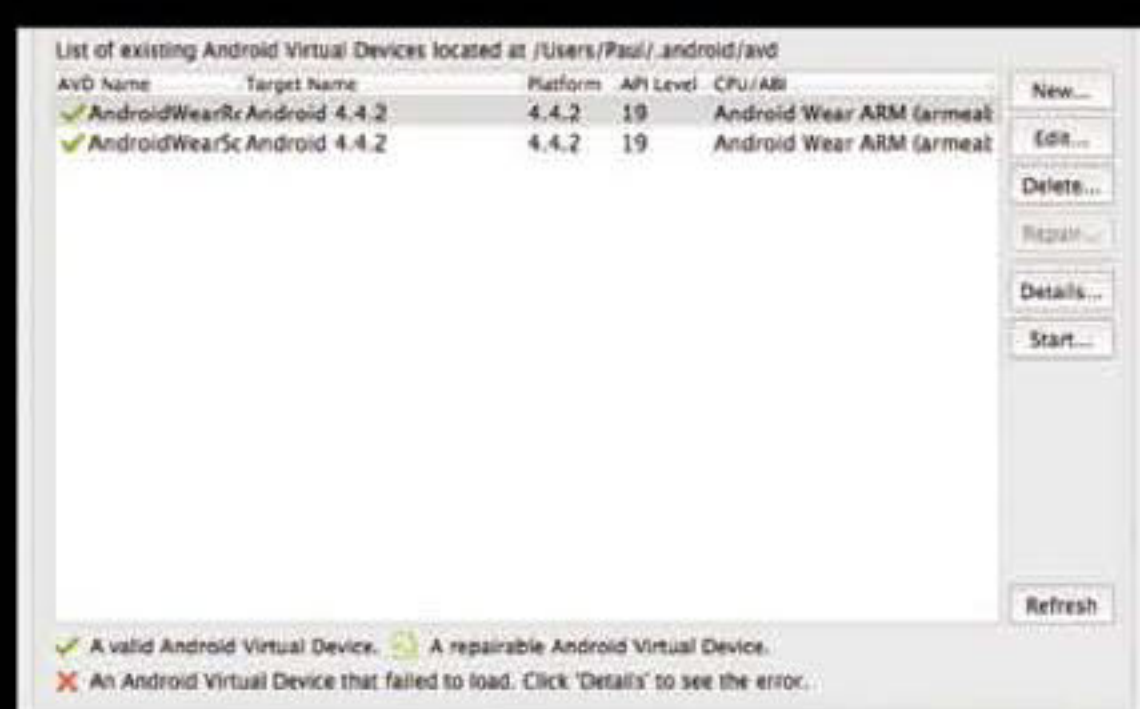 List of existing Android Virtual Devices located at /Users/Paul/.android/avd
AVD Name Target Name Platform API Level CPU/ABI
AndroidWearRc Android 4.4.2 4.4.2 19 Android Wear ARM (armeab
AndroidWearSc Android 4.4.2 4.4.2 19 Android Wear ARM (armeab
New...
Edit...
Delete...
Repair...
Details...
Start...
Refresh
A valid Android Virtual Device. A repairable Android Virtual Device.
An Android Virtual Device that failed to load. Click 'Details' to see the error.